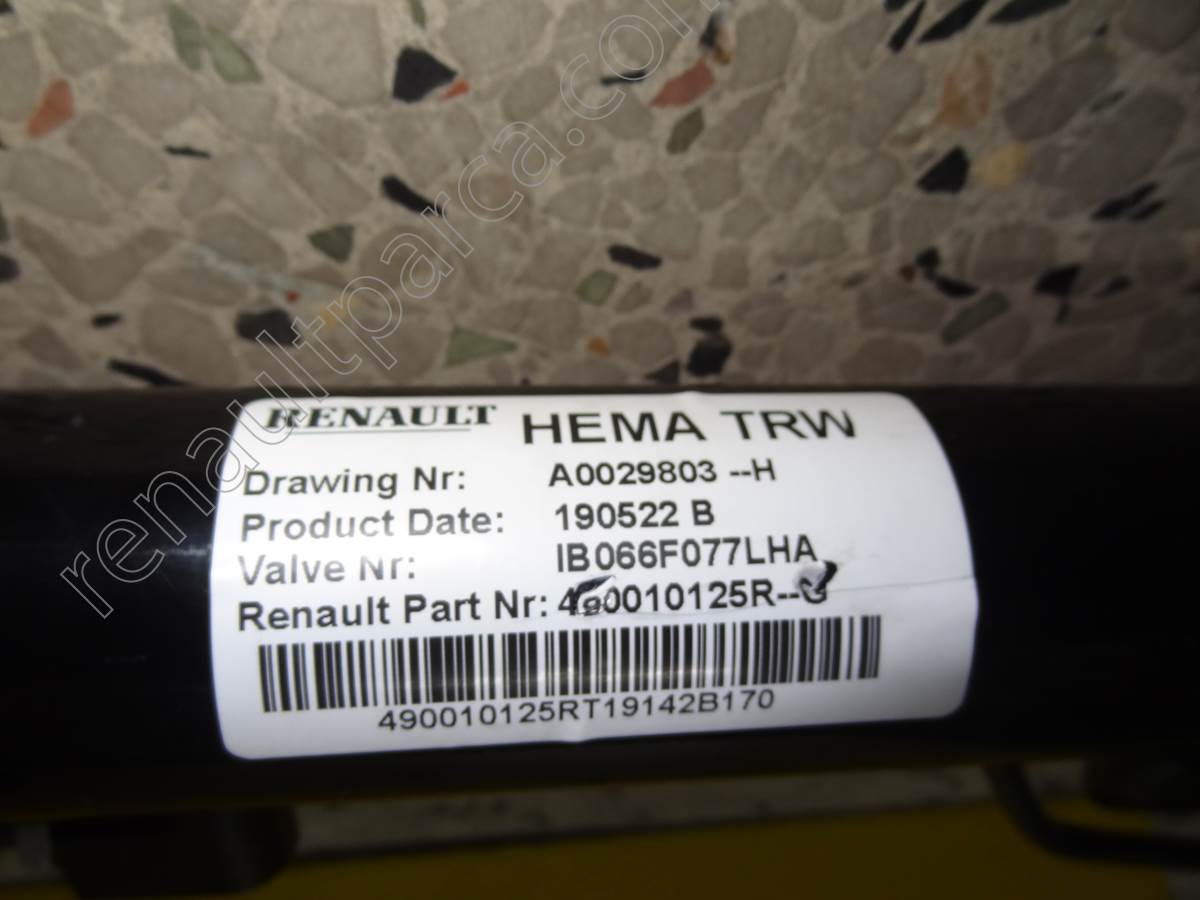 renaultparca.com
RENAULT HEMA TRW
Drawing Nr: A0029803 --H
Product Date: 190522 B
Valve Nr: IB066F077LHA
Renault Part Nr: 490010125R--G
490010125RT19142B170